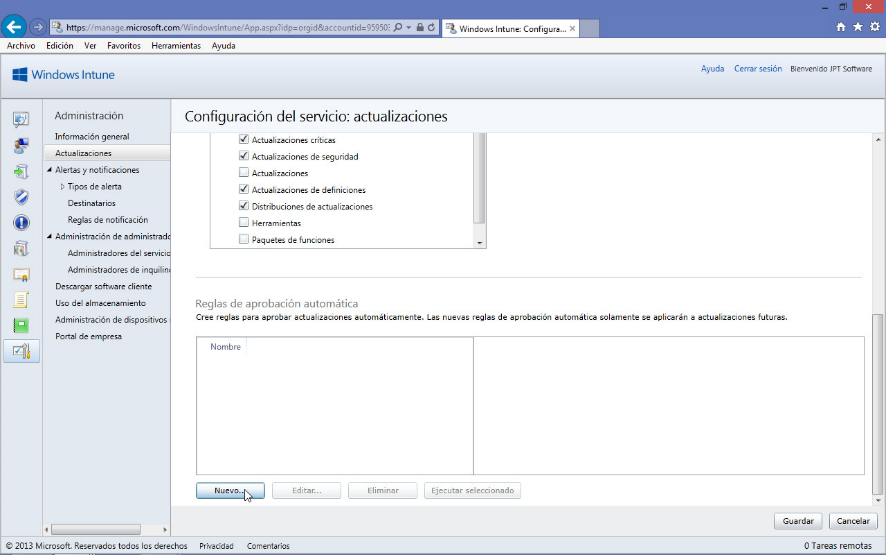 https://manage.microsoft.com/WindowsIntune/App.aspx?idp=orgid&accountid=95950
Windows Intune: Configura...
Archivo Edición Ver Favoritos Herramientas Ayuda
Windows Intune
Ayuda Cerrar sesión Bienvenido JPT Software
Administración
Información general
Actualizaciones
Alertas y notificaciones
Tipos de alerta
Destinatarios
Reglas de notificación
Administración de administrado
Administradores del servicio
Administradores de inquilin
Descargar software cliente
Uso del almacenamiento
Administración de dispositivos
Portal de empresa
Configuración del servicio: actualizaciones
Actualizaciones críticas
Actualizaciones de seguridad
Actualizaciones
Actualizaciones de definiciones
Distribuciones de actualizaciones
Herramientas
Paquetes de funciones
Reglas de aprobación automática
Cree reglas para aprobar actualizaciones automáticamente. Las nuevas reglas de aprobación automática solamente se aplicarán a actualizaciones futuras.
Nombre
Nuevo... Editar... Eliminar Ejecutar seleccionado
Guardar Cancelar
© 2013 Microsoft. Reservados todos los derechos Privacidad Comentarios 0 Tareas remotas